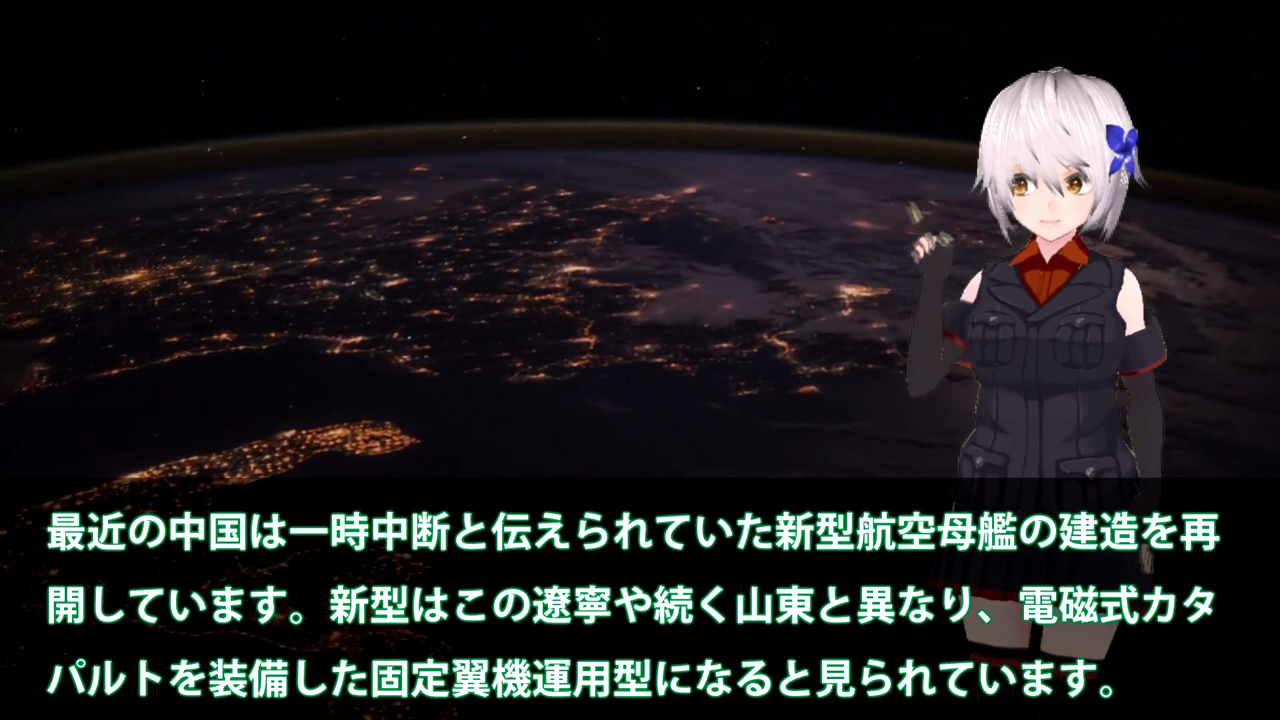 最近の中国は一時中断と伝えられていた新型航空母艦の建造を再
開しています。新型はこの遼寧や続く山東と異なり、電磁式カタ
パルトを装備した固定翼機運用型になると見られています。